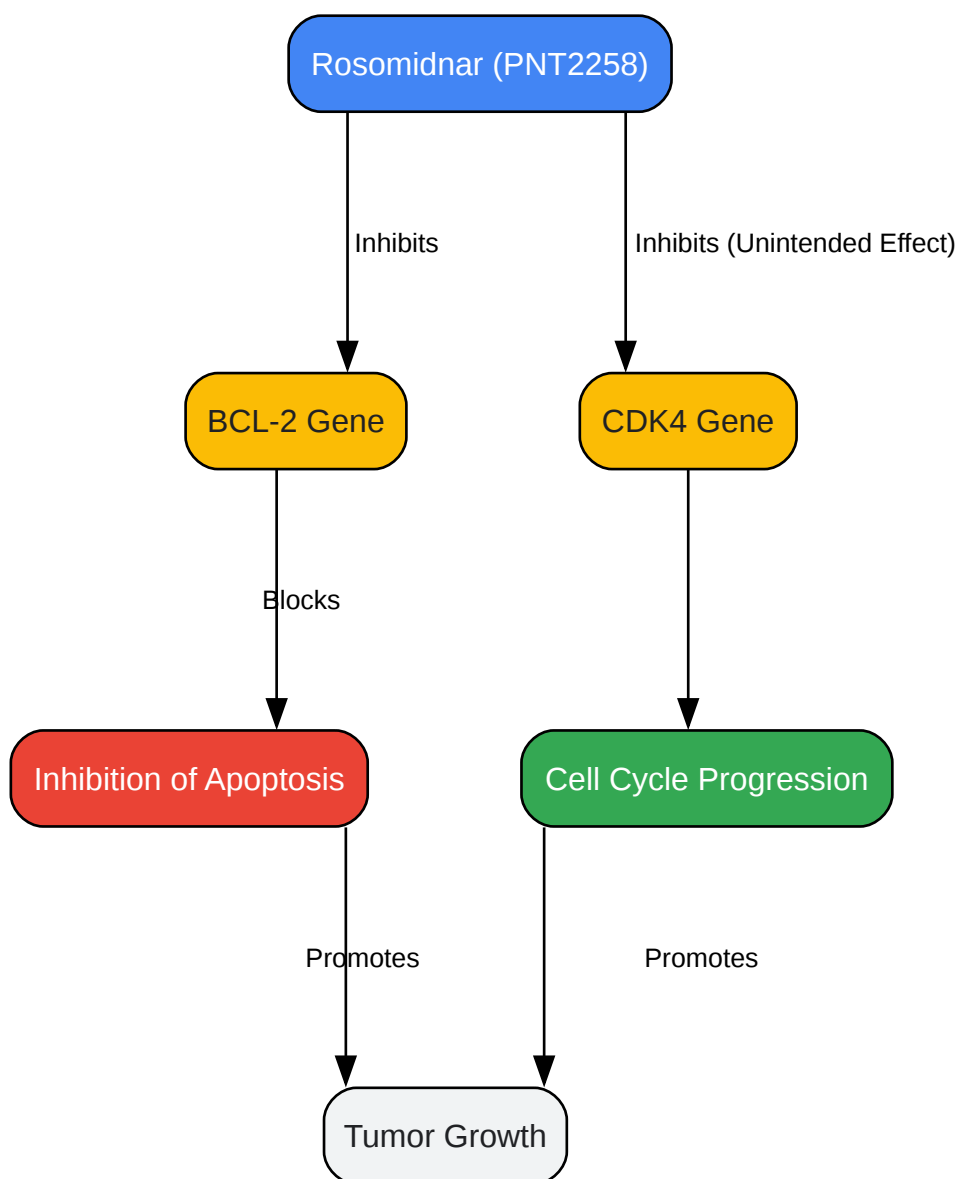 Rosomidnar (PNT2258)
Inhibits
Inhibits (Unintended Effect)
BCL-2 Gene
CDK4 Gene
Blocks
Inhibition of Apoptosis
Cell Cycle Progression
Promotes
Promotes
Tumor Growth